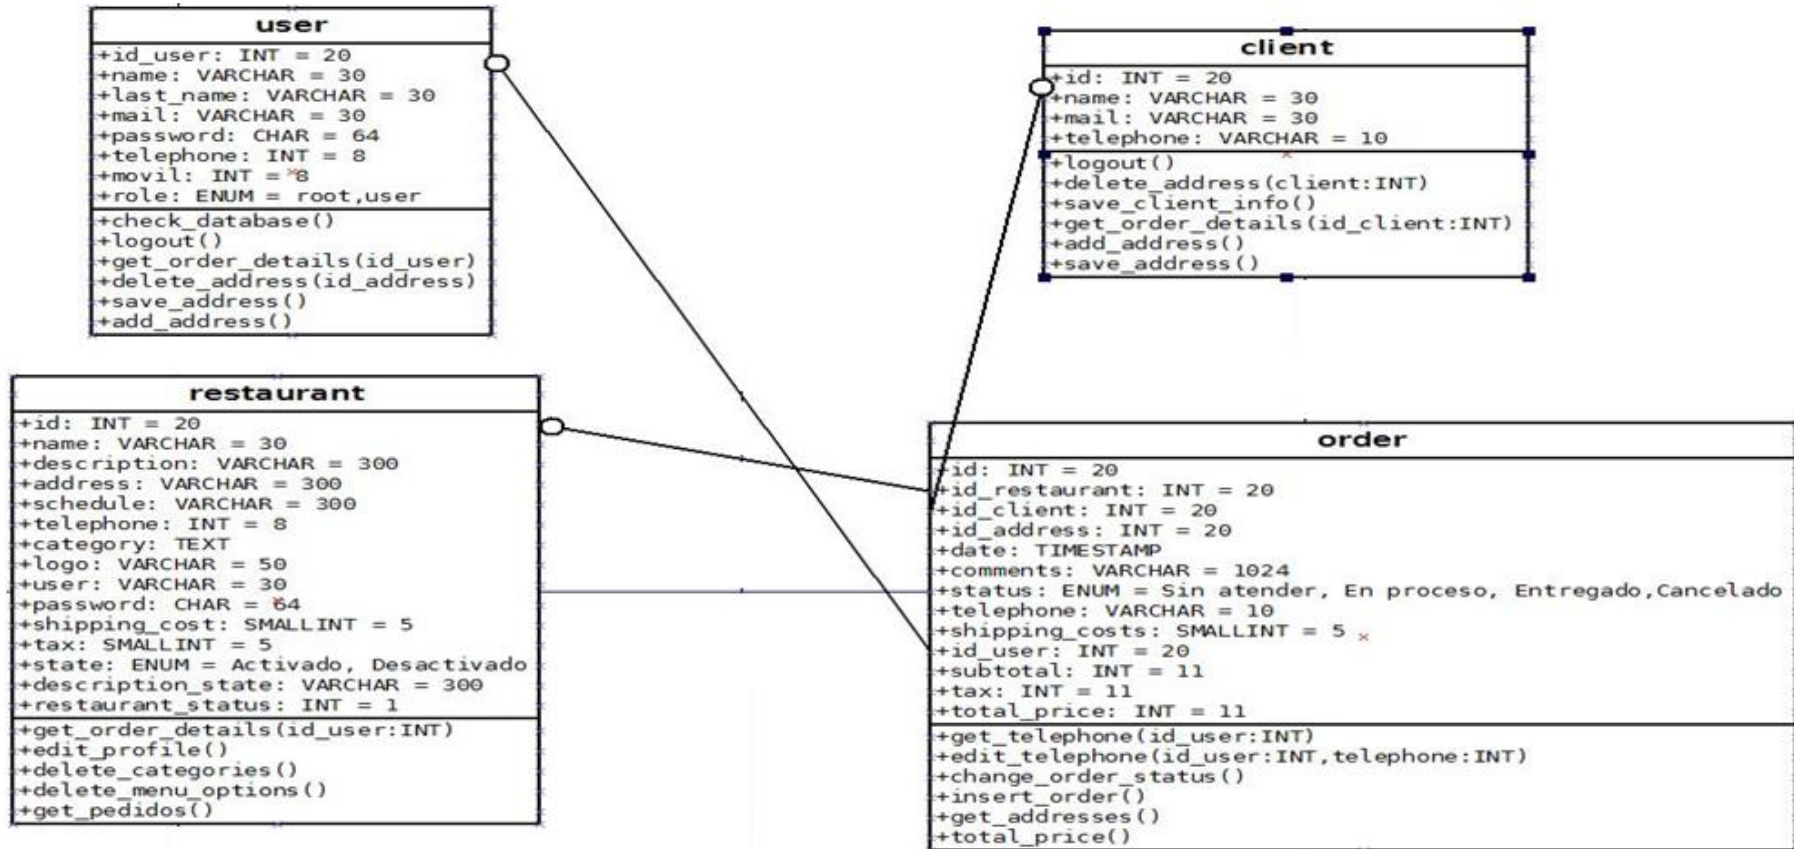 user
+id_user: INT = 20
+name: VARCHAR = 30
+last_name: VARCHAR = 30
+mail: VARCHAR = 30
+password: CHAR = 64
+telephone: INT = 8
+movil: INT = 8
+role: ENUM = root,user
+check_database()
+logout()
+get_order_details(id_user)
+delete_address(id_address)
+save_address()
+add_address()
client
+id: INT = 20
+name: VARCHAR = 30
+mail: VARCHAR = 30
+telephone: VARCHAR = 10
+logout()
+delete_address(client:INT)
+save_client_info()
+get_order_details(id_client:INT)
+add_address()
+save_address()
restaurant
+id: INT = 20
+name: VARCHAR = 30
+description: VARCHAR = 300
+address: VARCHAR = 300
+schedule: VARCHAR = 300
+telephone: INT = 8
+category: TEXT
+logo: VARCHAR = 50
+user: VARCHAR = 30
+password: CHAR = 64
+shipping_cost: SMALLINT = 5
+tax: SMALLINT = 5
+state: ENUM = Activado, Desactivado
+description_state: VARCHAR = 300
+restaurant_status: INT = 1
+get_order_details(id_user:INT)
+edit_profile()
+delete_categories()
+delete_menu_options()
+get_pedidos()
order
+id: INT = 20
+id_restaurant: INT = 20
+id_client: INT = 20
+id_address: INT = 20
+date: TIMESTAMP
+comments: VARCHAR = 1024
+status: ENUM = Sin atender, En proceso, Entregado,Cancelado
+telephone: VARCHAR = 10
+shipping_costs: SMALLINT = 5
+id_user: INT = 20
+subtotal: INT = 11
+tax: INT = 11
+total_price: INT = 11
+get_telephone(id_user:INT)
+edit_telephone(id_user:INT,telephone:INT)
+change_order_status()
+insert_order()
+get_addresses()
+total_price()